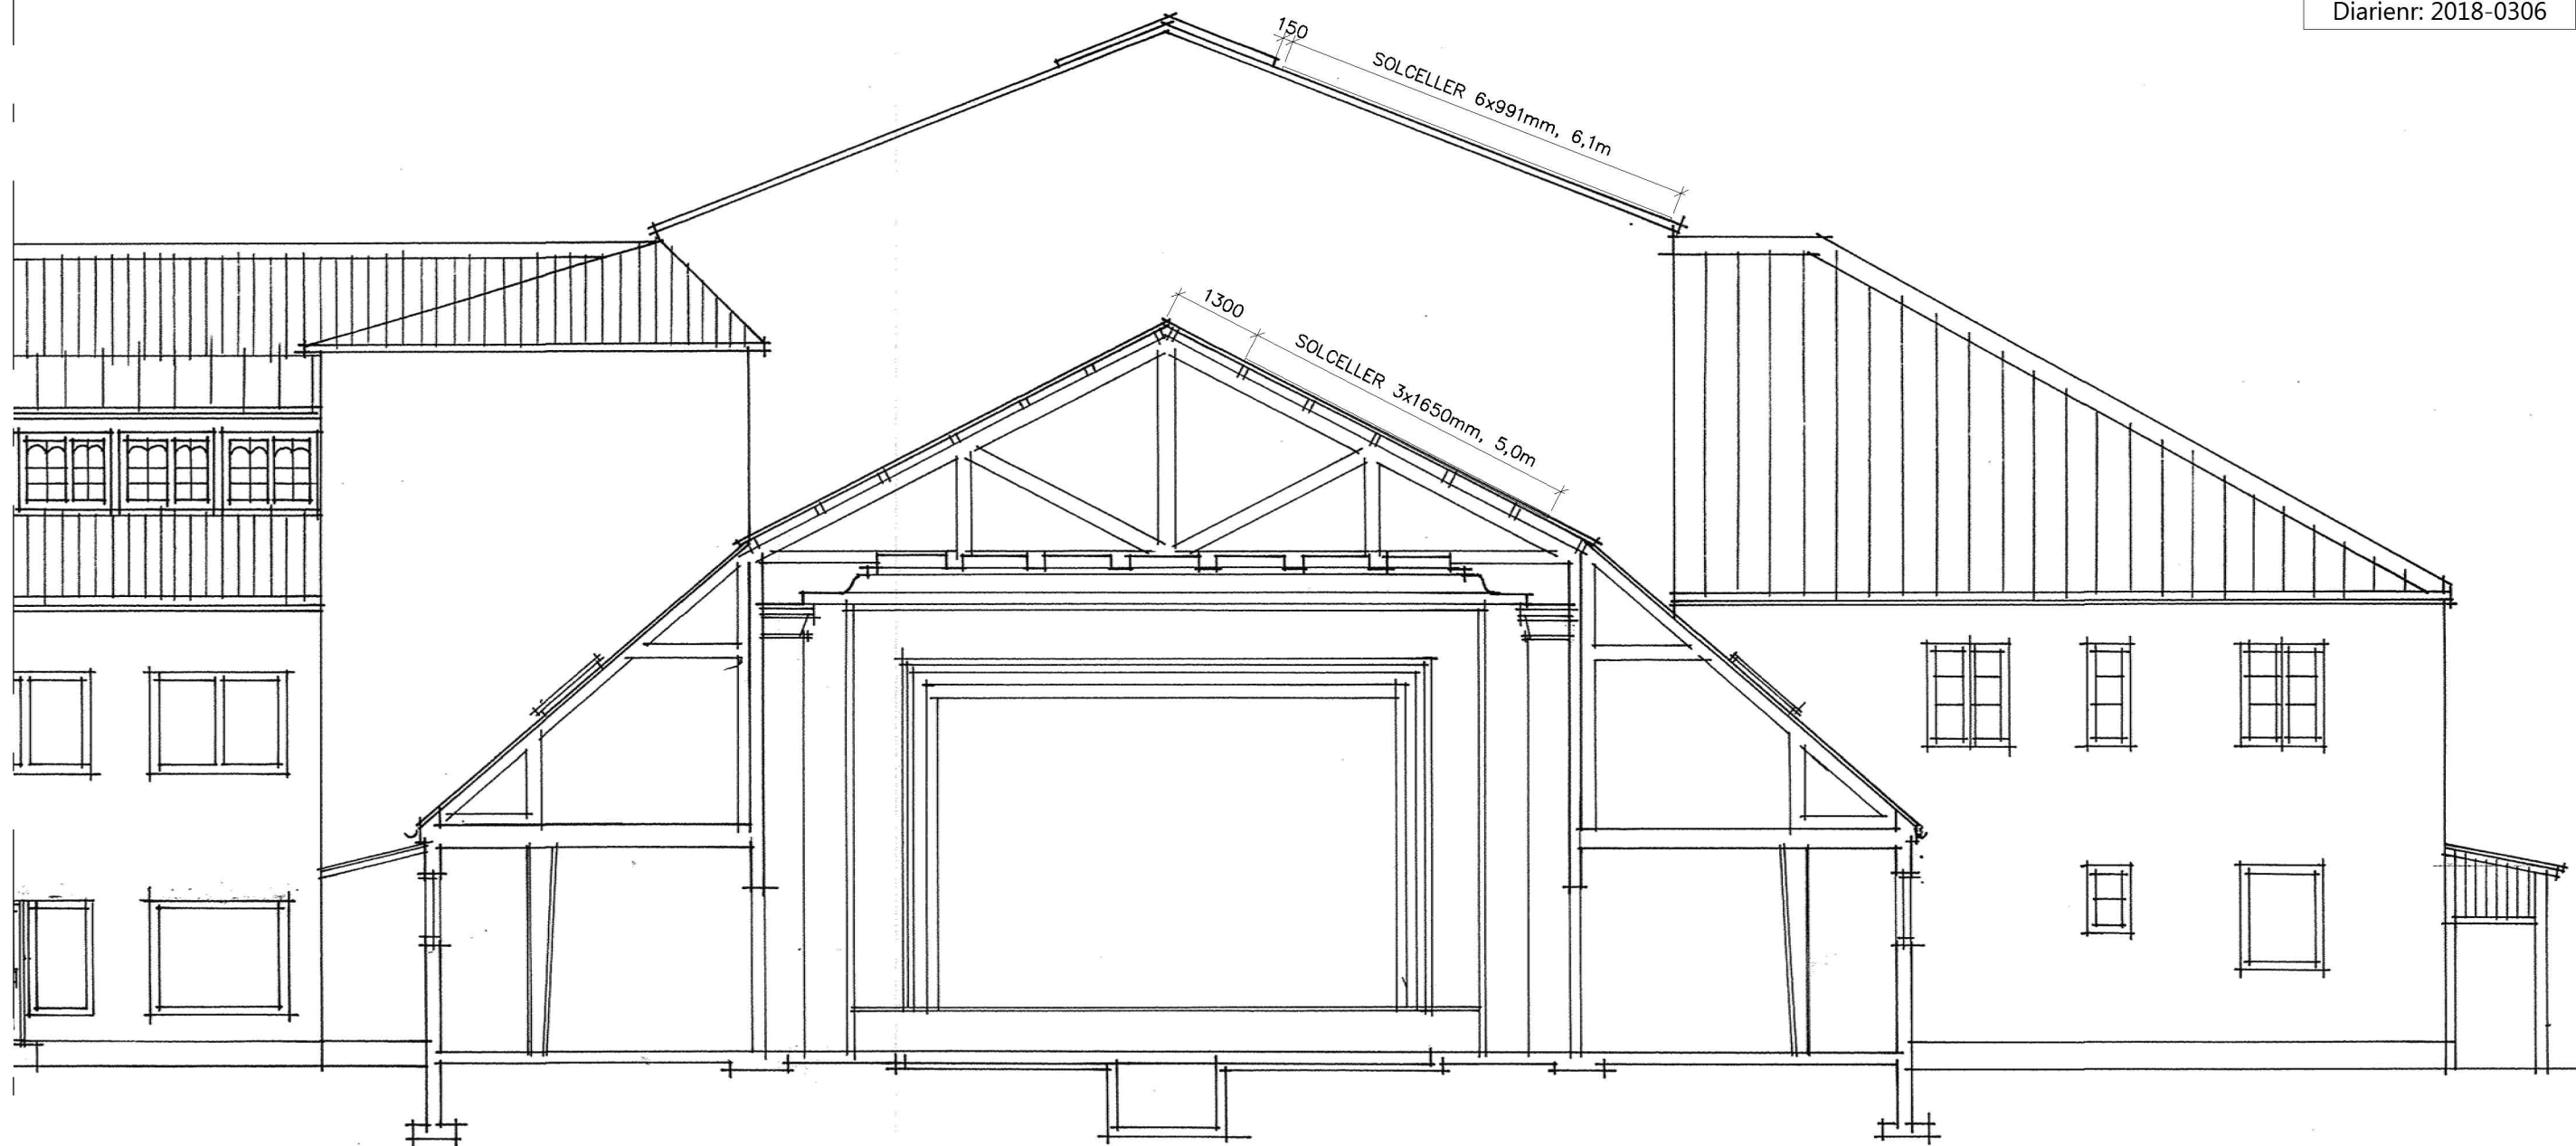 Diarienr: 2018-0306
150
SOLCELLER 6x991mm, 6,1m
1300
SOLCELLER 3x1650mm, 5,0m